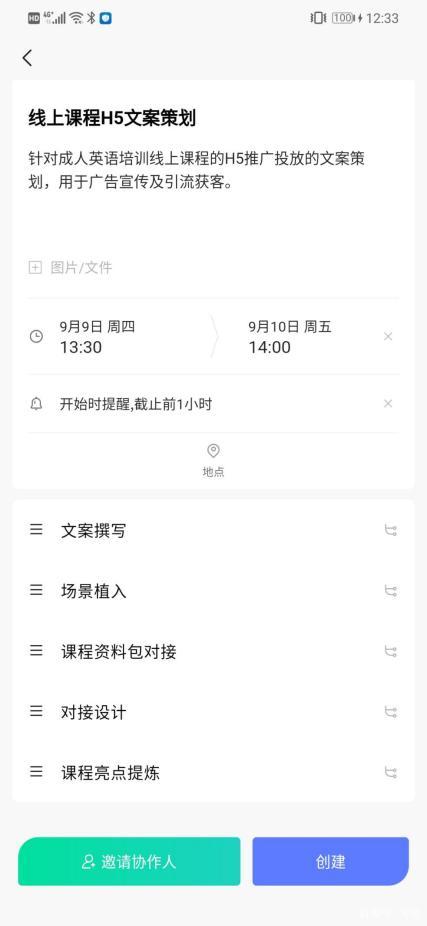 HD 4G+ 100 12:33
线上课程H5文案策划
针对成人英语培训线上课程的H5推广投放的文案策
划，用于广告宣传及引流获客。
图片/文件
9月9日 周四 9月10日 周五
13:30 14:00
开始时提醒,截止前1小时
地点
文案撰写
场景植入
课程资料包对接
对接设计
课程亮点提炼
邀请协作人 创建